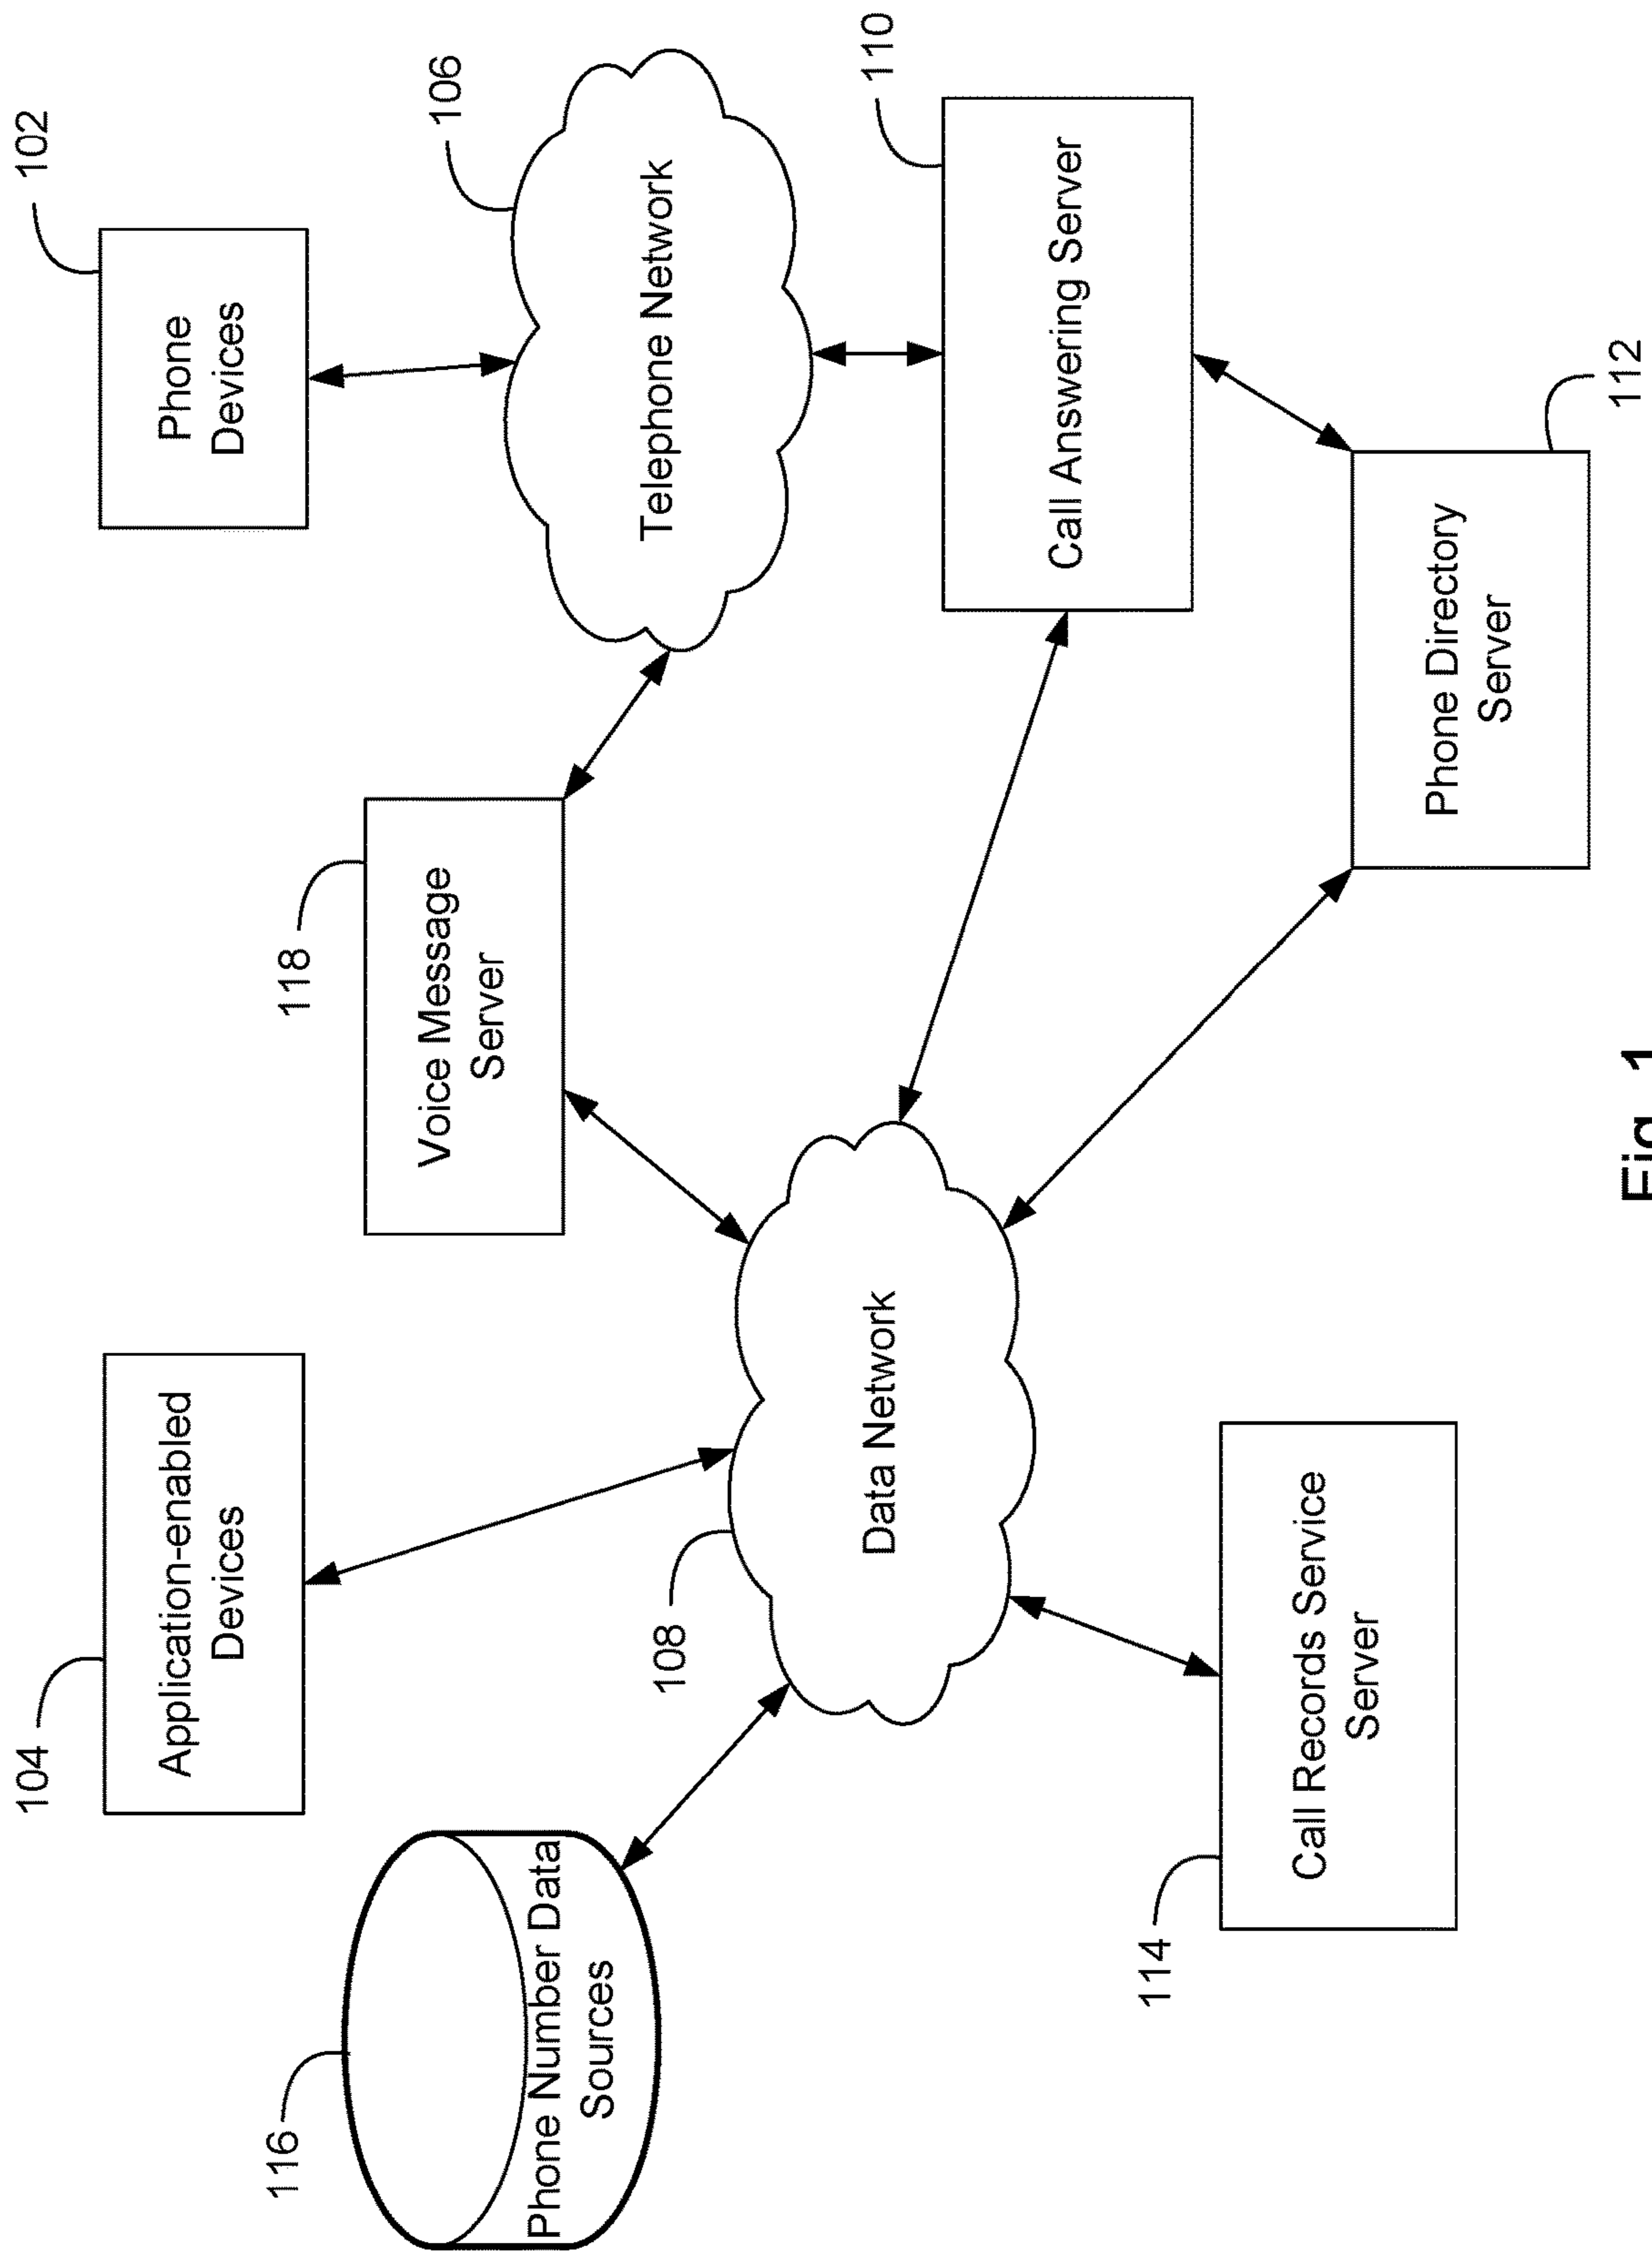 116
Phone Number Data
Sources
104
Application-enabled
Devices
118
Voice Message
Server
102
Phone
Devices
106
Telephone Network
108
Data Network
110
Call Answering Server
114
Call Records Service
Server
Phone Directory
Server
112
Fig. 1